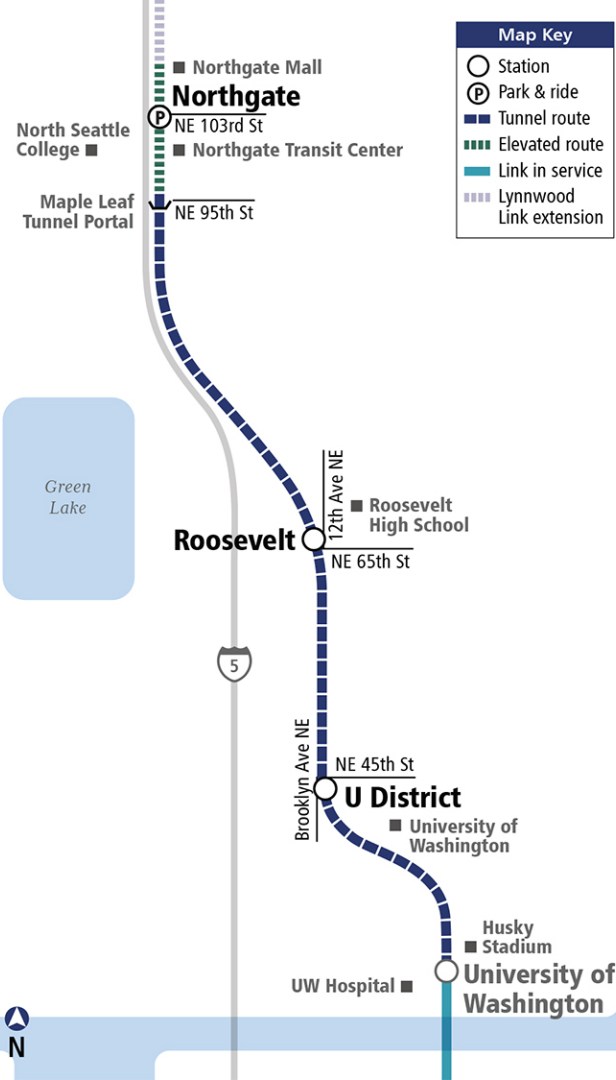 Map Key
Station
P Park & ride
Tunnel route
Elevated route
Link in service
Lynnwood
Link extension
Northgate Mall
Northgate
P
NE 103rd St
North Seattle
College
Northgate Transit Center
Maple Leaf
Tunnel Portal
NE 95th St
Green
Lake
12th Ave NE
Roosevelt
High School
Roosevelt
NE 65th St
5
Brooklyn Ave NE
NE 45th St
U District
University of
Washington
Husky
Stadium
UW Hospital
University of
Washington
N